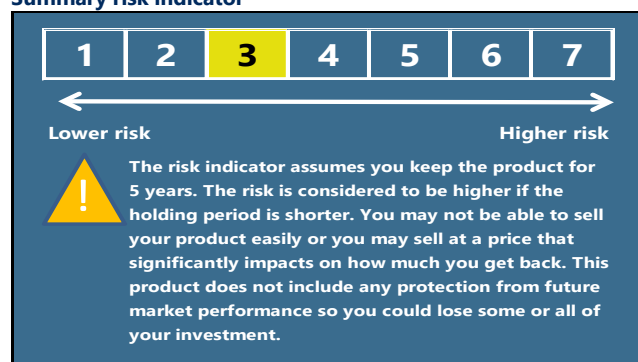 Summary risk indicator
1 2 3 4 5 6 7
Lower risk Higher risk
!
The risk indicator assumes you keep the product for
5 years. The risk is considered to be higher if the
holding period is shorter. You may not be able to sell
your product easily or you may sell at a price that
significantly impacts on how much you get back. This
product does not include any protection from future
market performance so you could lose some or all of
your investment.